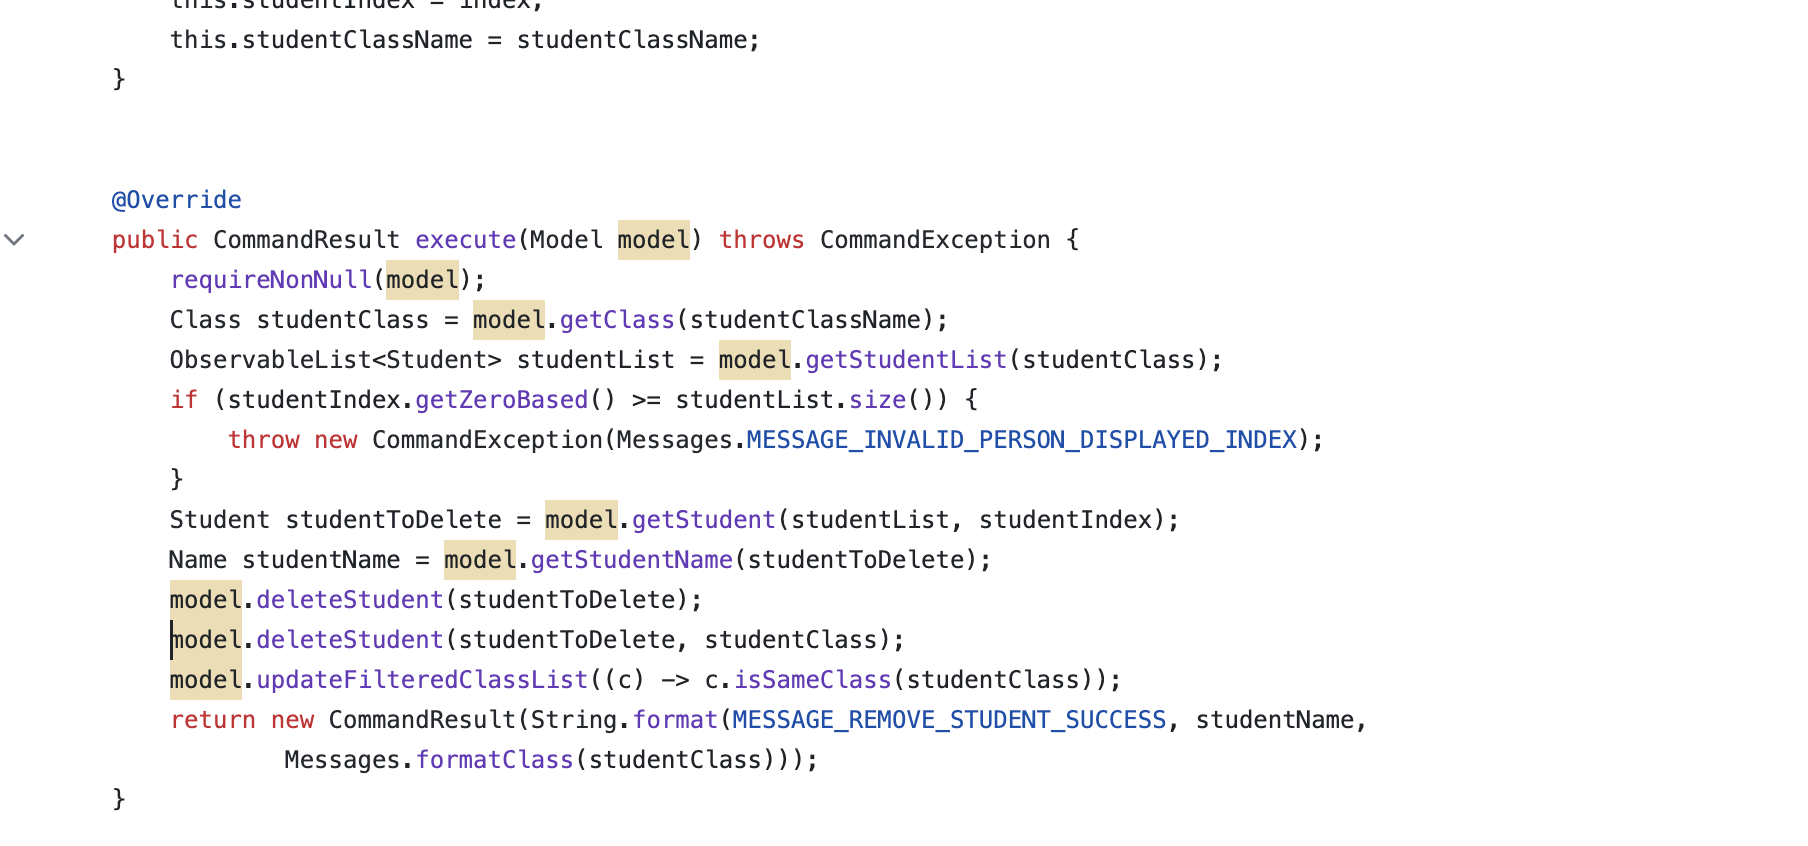 this.studentIndex = index;
this.studentClassName = studentClassName;
}
@Override
public CommandResult execute(Model model) throws CommandException {
requireNonNull(model);
Class studentClass = model.getClass(studentClassName);
ObservableList<Student> studentList = model.getStudentList(studentClass);
if (studentIndex.getZeroBased() >= studentList.size()) {
throw new CommandException(Messages.MESSAGE_INVALID_PERSON_DISPLAYED_INDEX);
}
Student studentToDelete = model.getStudent(studentList, studentIndex);
Name studentName = model.getStudentName(studentToDelete);
model.deleteStudent(studentToDelete);
model.deleteStudent(studentToDelete, studentClass);
model.updateFilteredClassList((c) -> c.isSameClass(studentClass));
return new CommandResult(String.format(MESSAGE_REMOVE_STUDENT_SUCCESS, studentName,
Messages.formatClass(studentClass)));
}